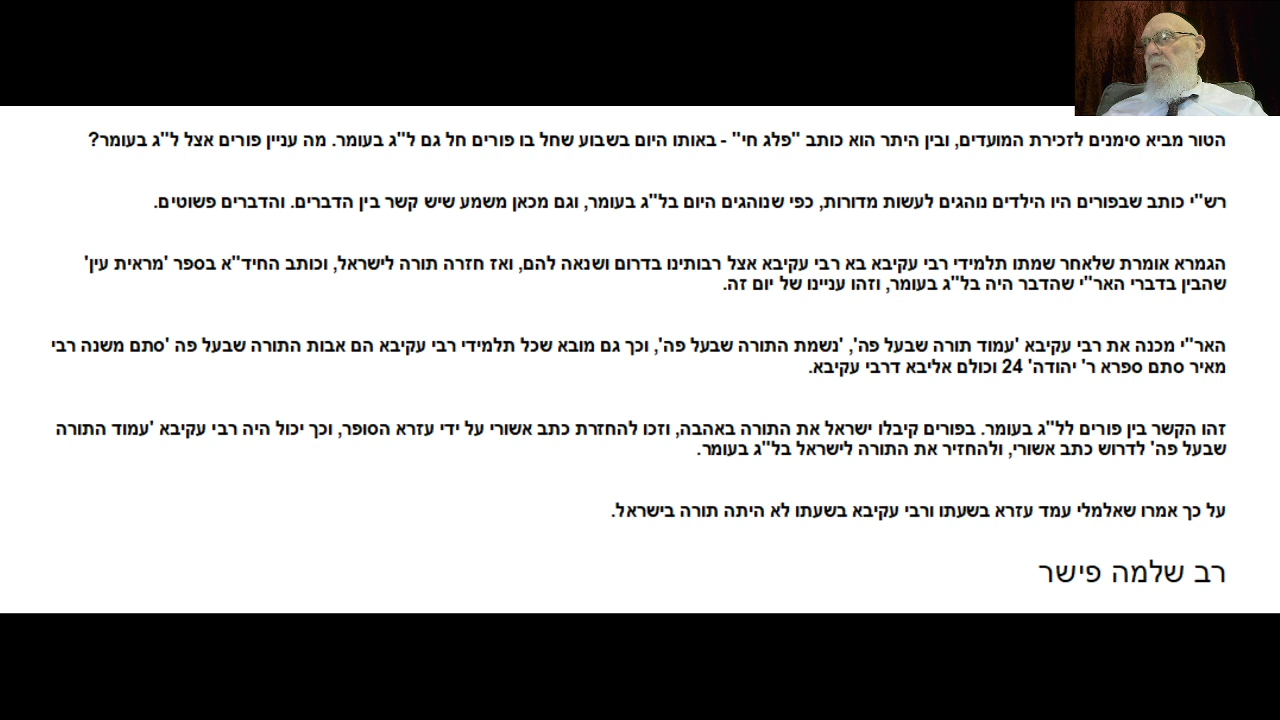 הטור מביא סימנים לזכירת המועדים, ובין היתר הוא כותב "פלג חי" - באותו היום בשבוע שחל בו פורים חל גם ל"ג בעומר. מה עניין פורים אצל ל"ג בעומר?
רש"י כותב שבפורים היו הילדים נוהגים לעשות מדורות, כפי שנוהגים היום בל"ג בעומר, וגם מכאן משמע שיש קשר בין הדברים. והדברים פשוטים.
הגמרא אומרת שלאחר שמתו תלמידי רבי עקיבא בא רבי עקיבא אצל רבותינו בדרום ושנאה להם, ואז חזרה תורה לישראל, וכותב החיד"א בספר 'מראית עין'
שהבין בדברי האר"י שהדבר היה בל"ג בעומר, וזהו עניינו של יום זה.
האר"י מכנה את רבי עקיבא 'עמוד תורה שבעל פה', 'נשמת התורה שבעל פה', וכך גם מובא שכל תלמידי רבי עקיבא הם אבות התורה שבעל פה 'סתם משנה רבי
מאיר סתם ספרא ר' יהודה' 24 וכולם אליבא דרבי עקיבא.
זהו הקשר בין פורים לל"ג בעומר. בפורים קיבלו ישראל את התורה באהבה, וזכו להחזרת כתב אשורי על ידי עזרא הסופר, וכך יכול היה רבי עקיבא 'עמוד התורה
שבעל פה' לדרוש כתב אשורי, ולהחזיר את התורה לישראל בל"ג בעומר.
על כך אמרו שאלמלי עמד עזרא בשעתו ורבי עקיבא בשעתו לא היתה תורה בישראל.
רב שלמה פישר